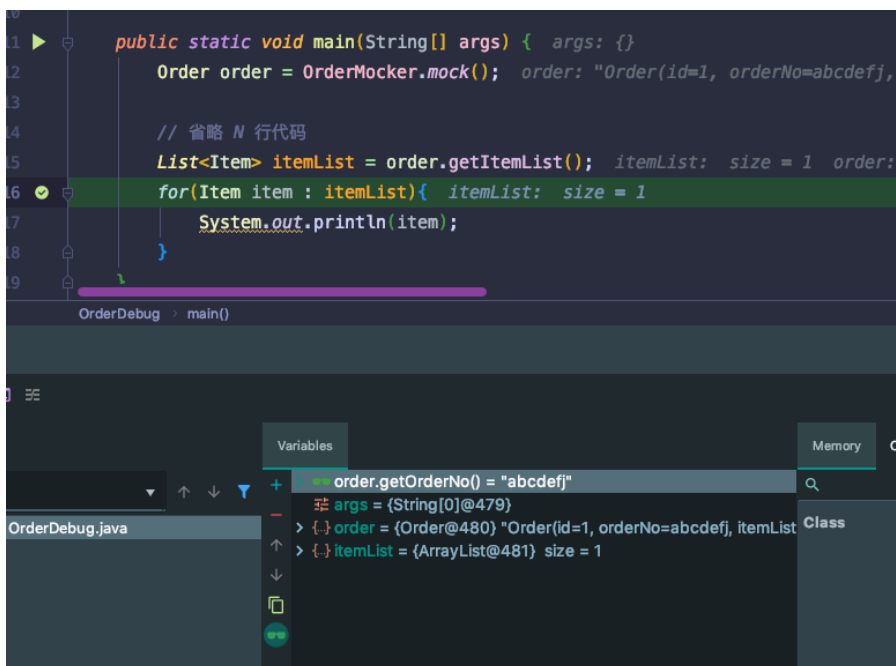 10
11 public static void main(String[] args) { args: {}
12 Order order = OrderMocker.mock(); order: "Order(id=1, orderNo=abcdefj,
13
14 // 省略 N 行代码
15 List<Item> itemList = order.getItemList(); itemList: size = 1 order:
16 for(Item item : itemList){ itemList: size = 1
17 System.out.println(item);
18 }
19 }
OrderDebug > main()
Variables
Memory
order.getOrderNo() = "abcdefj"
args = {String[0]@479}
OrderDebug.java
order = {Order@480} "Order(id=1, orderNo=abcdefj, itemList
Class
itemList = {ArrayList@481} size = 1